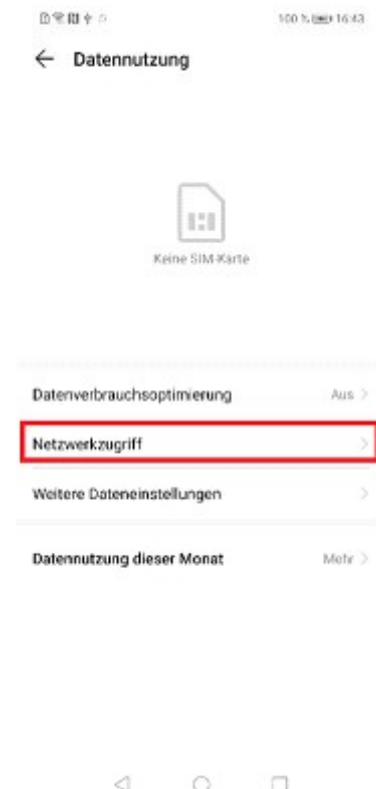 100 % 16:43
Datennutzung
Keine SIM-Karte
Datenverbrauchsoptimierung Aus
Netzwerkzugriff
Weitere Dateneinstellungen
Datennutzung dieser Monat Mehr